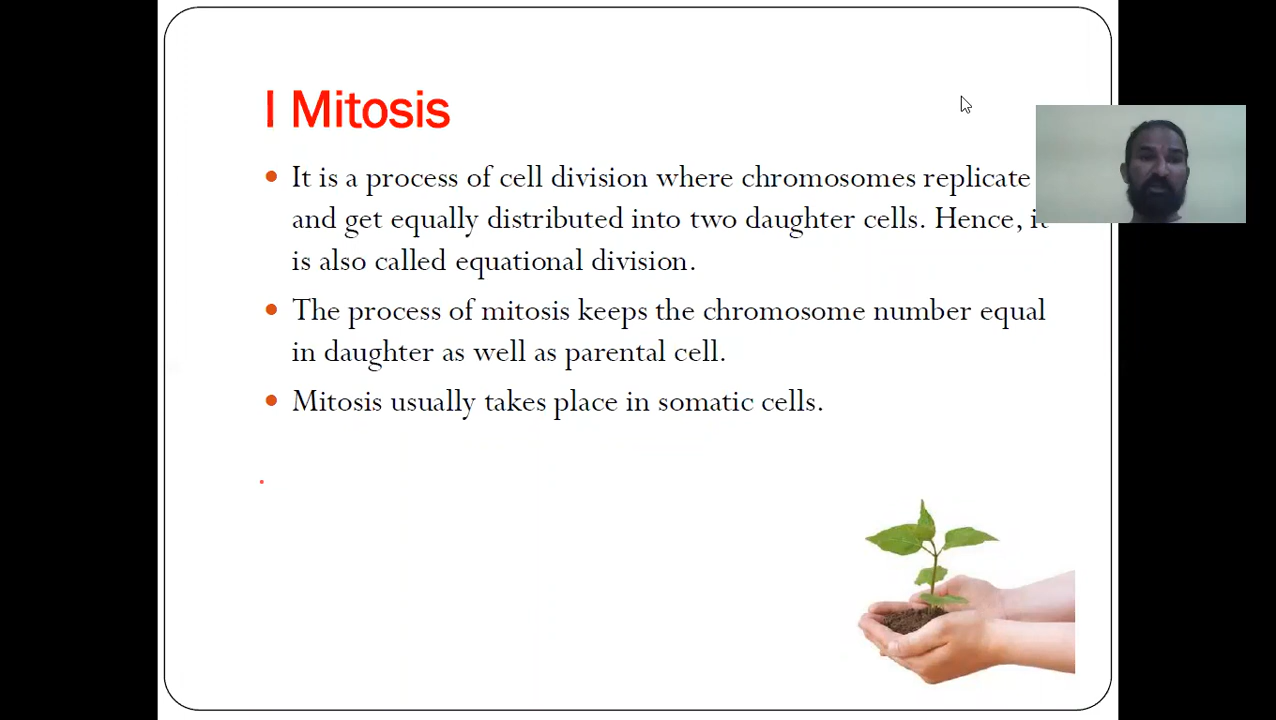 I Mitosis
It is a process of cell division where chromosomes replicate
and get equally distributed into two daughter cells. Hence, it
is also called equational division.
The process of mitosis keeps the chromosome number equal
in daughter as well as parental cell.
Mitosis usually takes place in somatic cells.